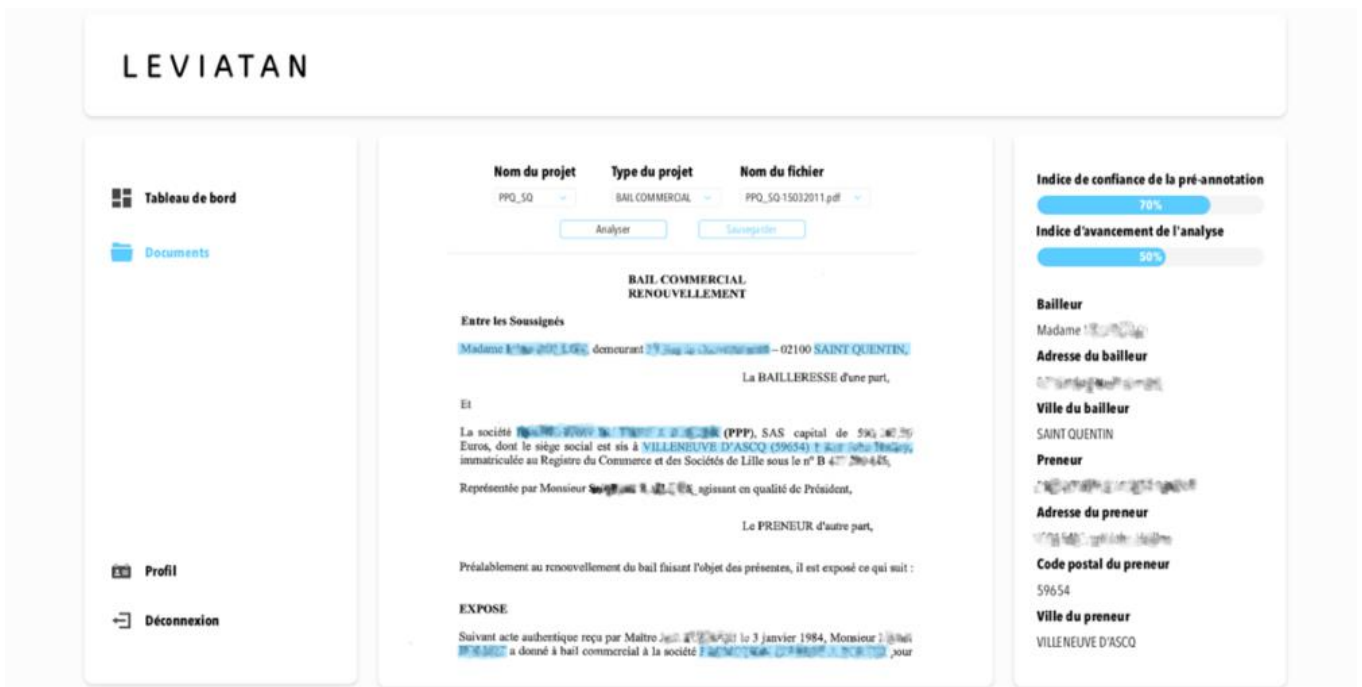 LEVIATAN
Tableau de bord
Documents
Profil
Déconnexion
Nom du projet Type du projet Nom du fichier
PPQ_SQ BAIL COMMERCIAL PPQ_SQ-15032011.pdf
Analyser Sauvegarder
BAIL COMMERCIAL
RENOUVELLEMENT
Entre les Soussignés
Madame demeurant – 02100 SAINT QUENTIN,
La BAILLERESSE d'une part,
Et
La société (PPP), SAS capital de
Euros, dont le siège social est sis à VILLENEUVE D'ASCQ (59654)
immatriculée au Registre du Commerce et des Sociétés de Lille sous le n° B
Représentée par Monsieur agissant en qualité de Président,
Le PRENEUR d'autre part,
Préalablement au renouvellement du bail faisant l'objet des présentes, il est exposé ce qui suit :
EXPOSE
Suivant acte authentique reçu par Maître le 3 janvier 1984, Monsieur
a donné à bail commercial à la société pour
Indice de confiance de la pré-annotation
70%
Indice d'avancement de l'analyse
50%
Bailleur
Madame
Adresse du bailleur
Ville du bailleur
SAINT QUENTIN
Preneur
Adresse du preneur
Code postal du preneur
59654
Ville du preneur
VILLENEUVE D'ASCQ